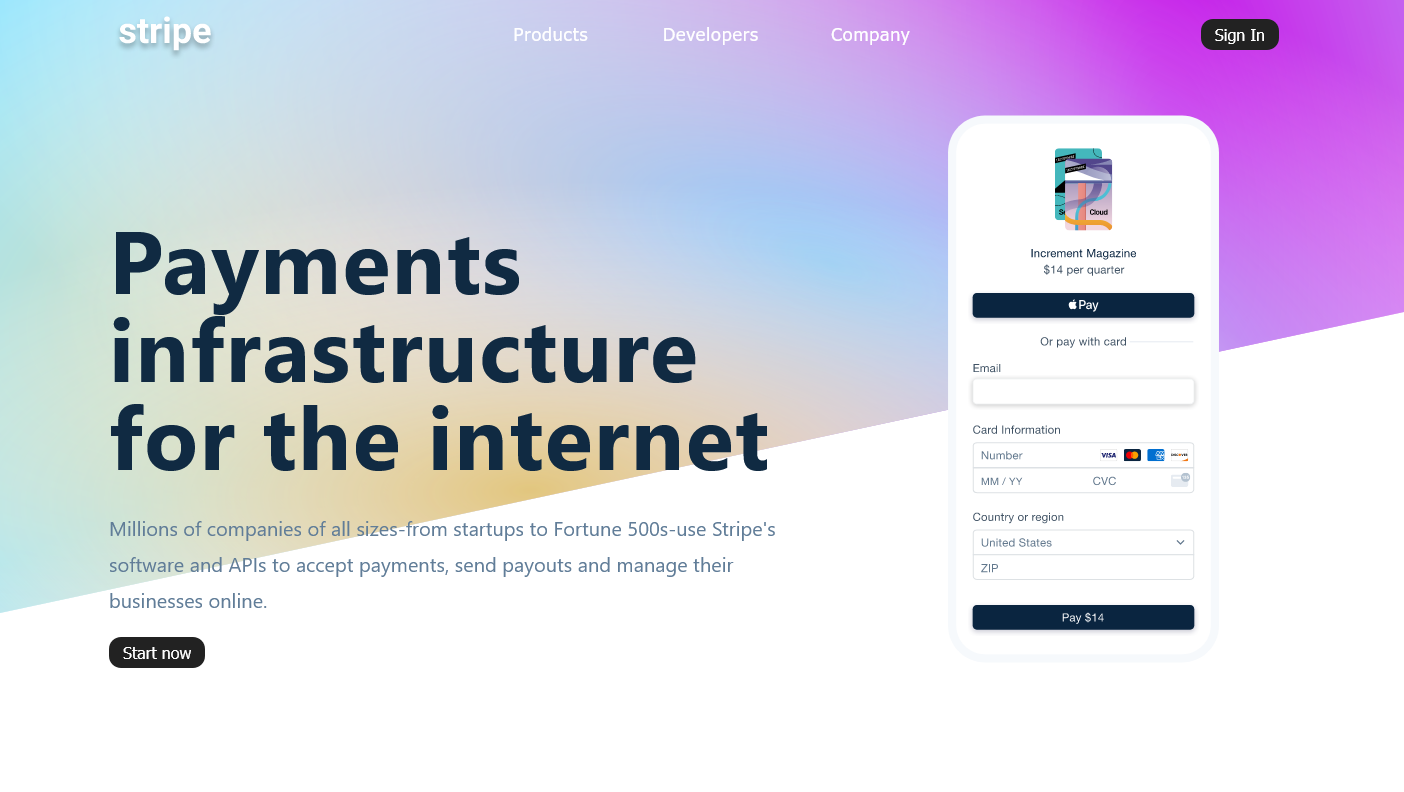 stripe
Products
Developers
Company
Sign In
Payments
infrastructure
for the internet
Millions of companies of all sizes-from startups to Fortune 500s-use Stripe's
software and APIs to accept payments, send payouts and manage their
businesses online.
Start now
Cloud
Increment Magazine
$14 per quarter
Pay
Or pay with card
Email
Card Information
Number VISA DISCOVER
MM / YY CVC
Country or region
United States
ZIP
Pay $14